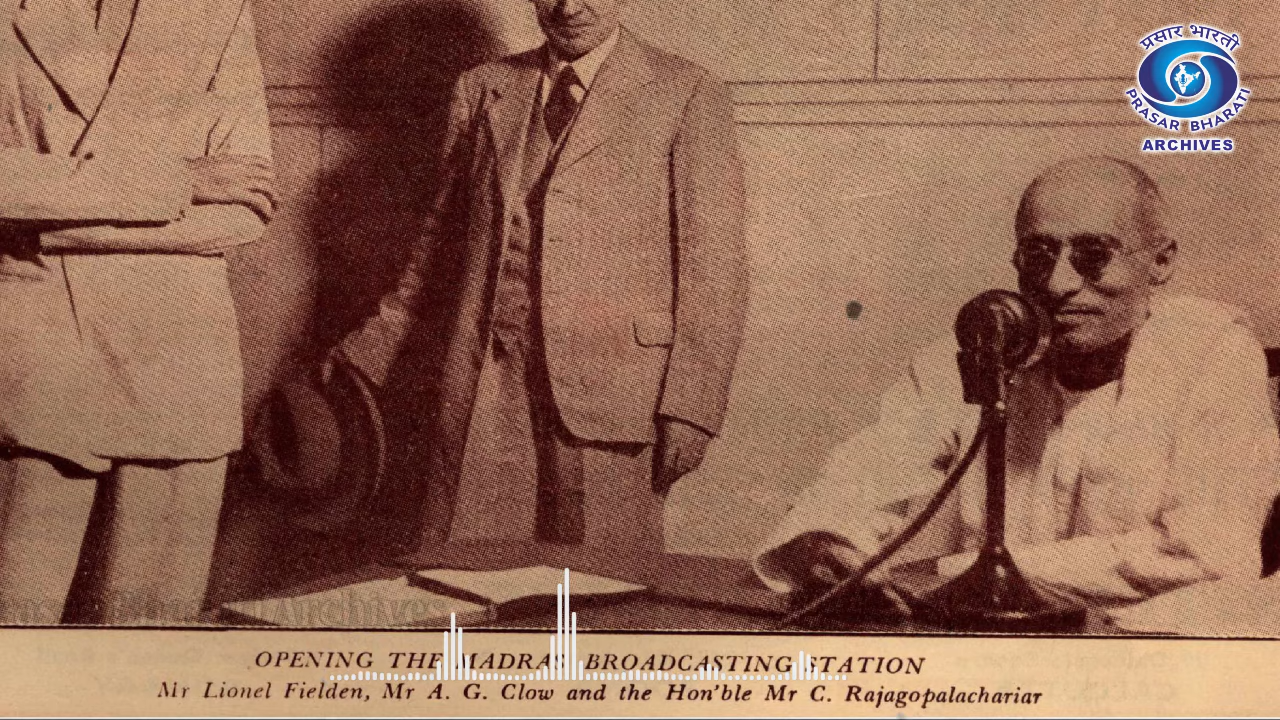 प्रसार भारती
PRASAR BHARATI
ARCHIVES
Archives
OPENING THE MADRAS BROADCASTING STATION
Mr Lionel Fielden, Mr A. G. Clow and the Hon'ble Mr C. Rajagopalachariar